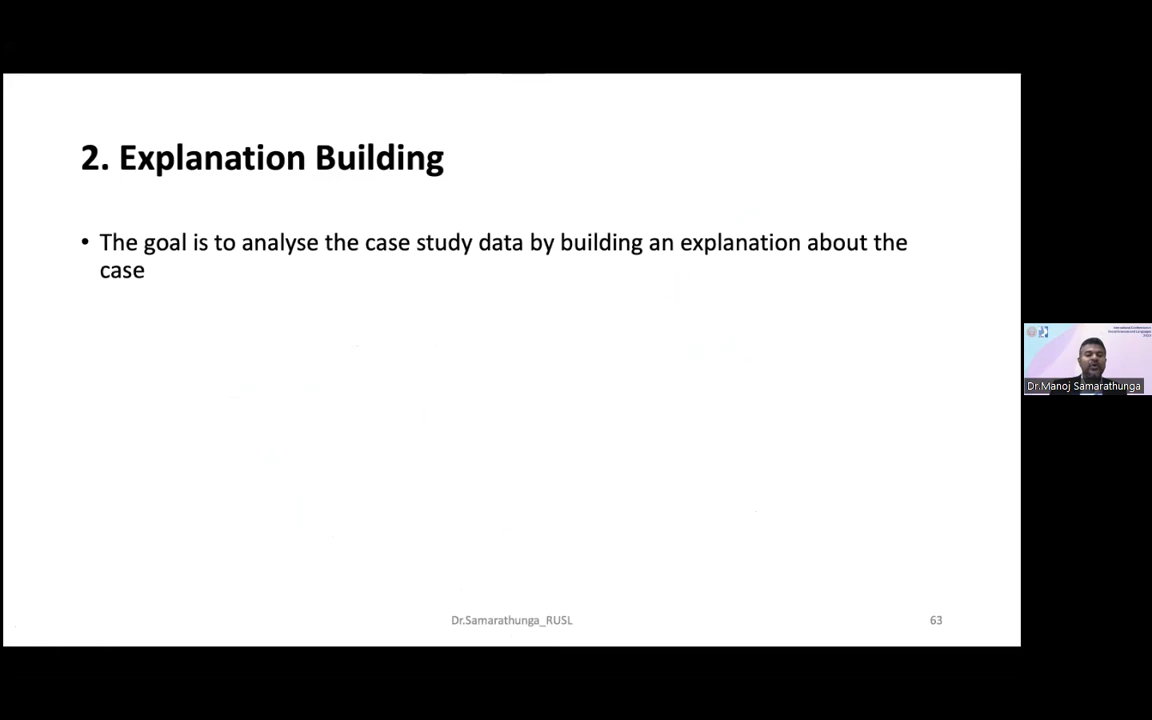 2. Explanation Building
• The goal is to analyse the case study data by building an explanation about the
case
Dr.Manoj Samarathunga
Dr.Samarathunga_RUSL
63